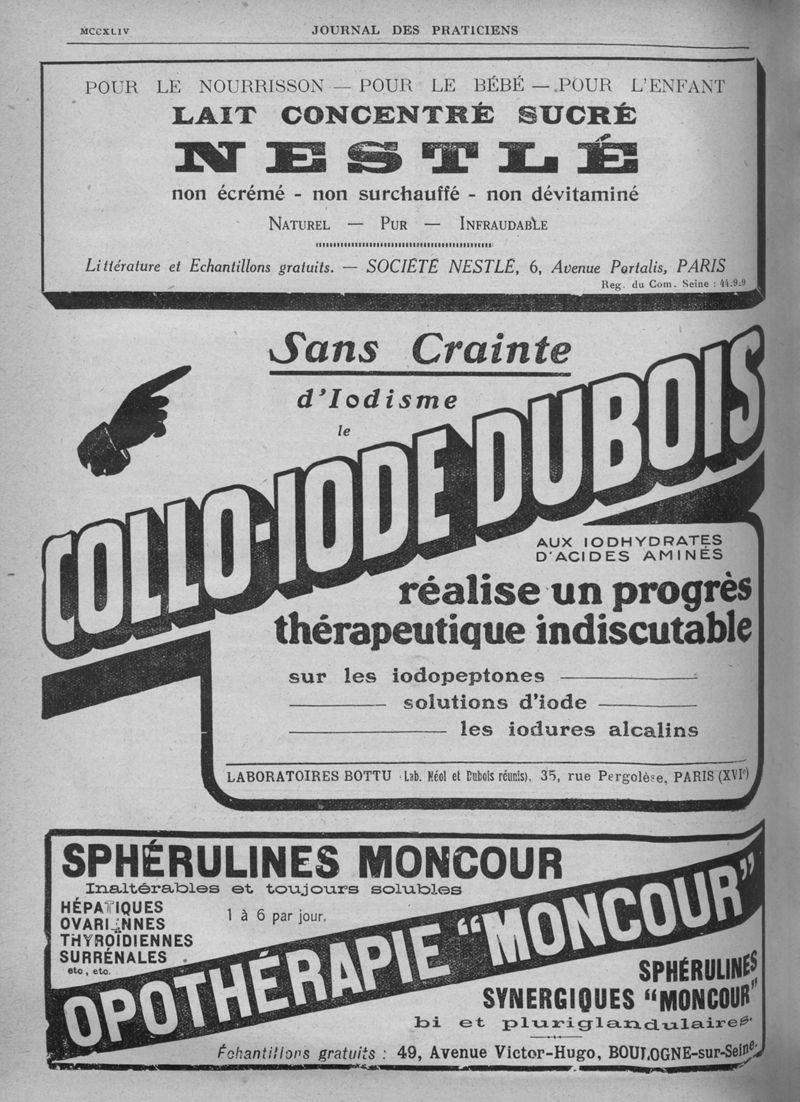 MCCXLIV
JOURNAL DES PRATICIENS
POUR LE NOURRISSON — POUR LE BÉBÉ — POUR L'ENFANT
LAIT CONCENTRÉ SUCRÉ
NESTLÉ
non écrémé - non surchauffé - non dévitaminé
NATUREL — PUR — INFRAUDABLE
Littérature et Echantillons gratuits. — SOCIÉTÉ NESTLÉ, 6, Avenue Portalis, PARIS
Reg. du Com. Seine : 44.9:9
Sans Crainte
d'Iodisme
le
COLLO-IODE DUBOIS
AUX IODHYDRATES
D'ACIDES AMINÉS
réalise un progrès
thérapeutique indiscutable
sur les iodopeptones
solutions d'iode
les iodures alcalins
LABORATOIRES BOTTU (Lab. Néol et Dubois réunis), 35, rue Pergolèse, PARIS (XVIe)
SPHÉRULINES MONCOUR
Inaltérables et toujours solubles
HÉPATIQUES
OVARIENNES
THYROÏDIENNES
SURRÉNALES
etc, etc.
1 à 6 par jour.
OPOTHÉRAPIE "MONCOUR"
SPHÉRULINES
SYNERGIQUES "MONCOUR"
bi et pluriglandulaires.
Échantillons gratuits : 49, Avenue Victor-Hugo, BOULOGNE-sur-Seine.